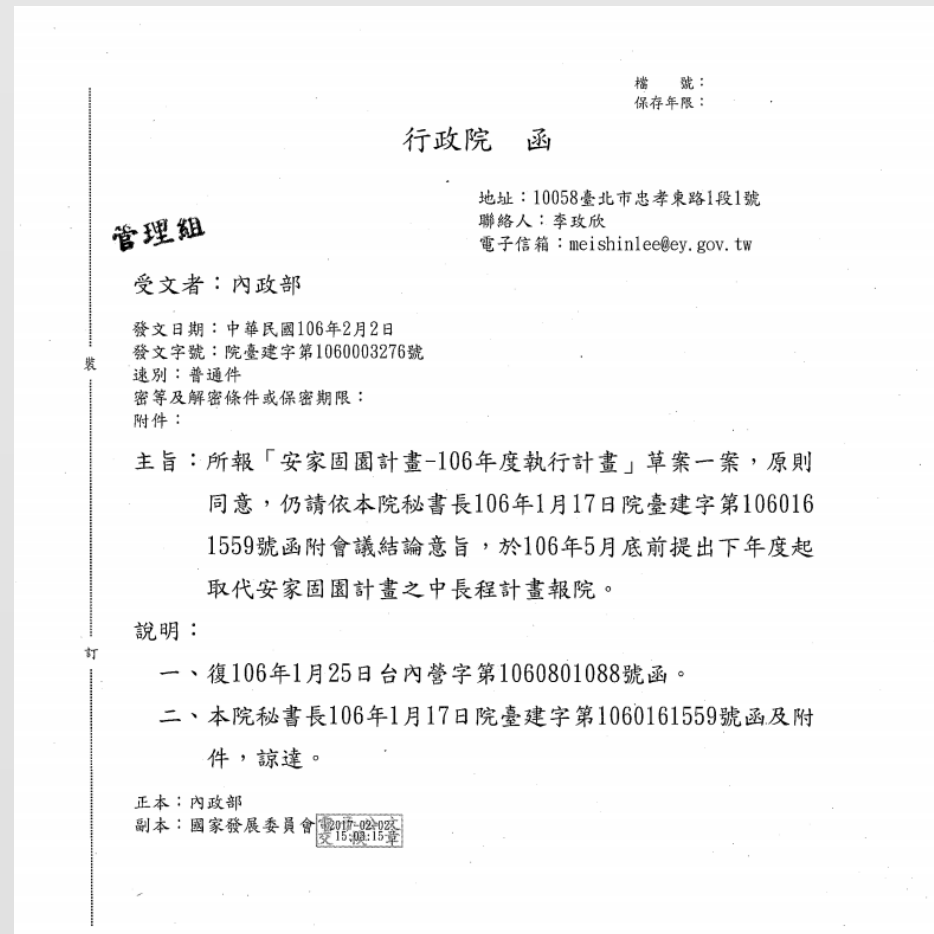 檔　　號：
保存年限：
行政院　函
地址：10058臺北市忠孝東路1段1號
聯絡人：李玫欣
電子信箱：meishinlee@ey.gov.tw
管理組
受文者：內政部
發文日期：中華民國106年2月2日
發文字號：院臺建字第1060003276號
速別：普通件
密等及解密條件或保密期限：
附件：
裝
主旨：所報「安家固園計畫-106年度執行計畫」草案一案，原則
同意，仍請依本院秘書長106年1月17日院臺建字第106016
1559號函附會議結論意旨，於106年5月底前提出下年度起
取代安家固園計畫之中長程計畫報院。
說明：
訂
一、復106年1月25日台內營字第1060801088號函。
二、本院秘書長106年1月17日院臺建字第1060161559號函及附
件，諒達。
正本：內政部
副本：國家發展委員會
電子公文
交換章
2017-02-02
15:03:15